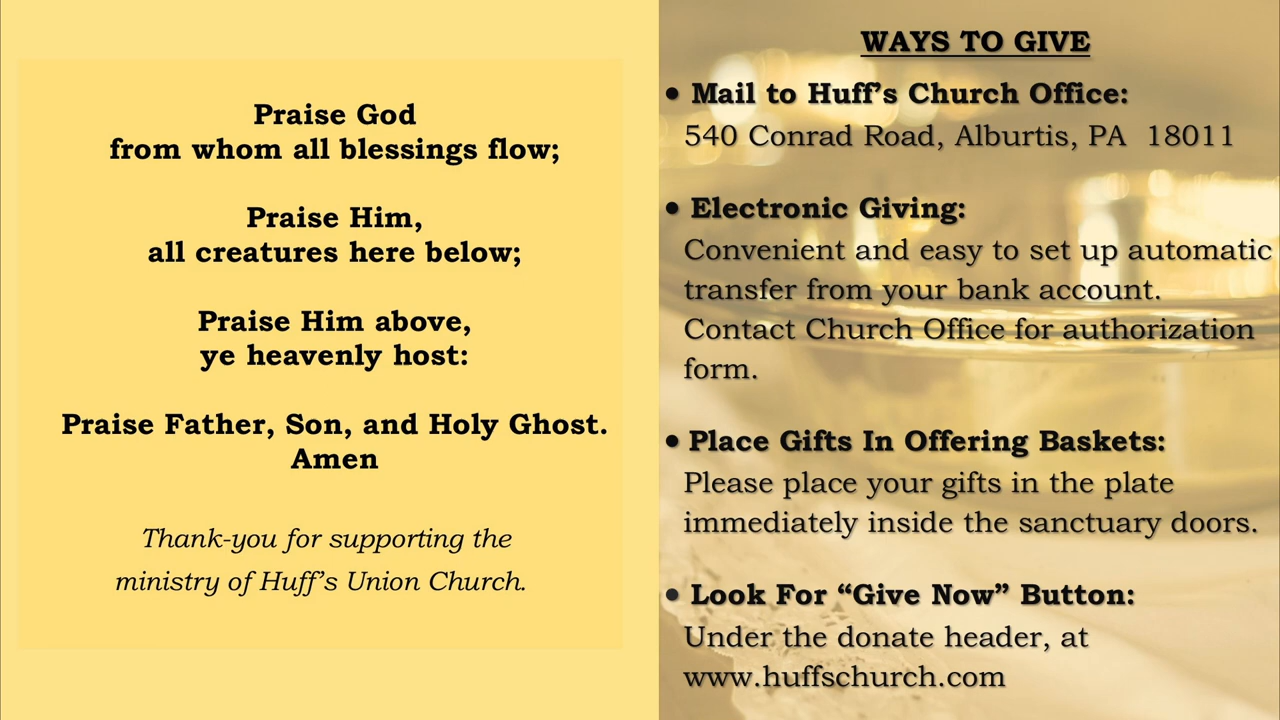 Praise God
from whom all blessings flow;
Praise Him,
all creatures here below;
Praise Him above,
ye heavenly host:
Praise Father, Son, and Holy Ghost.
Amen
Thank-you for supporting the
ministry of Huff's Union Church.
WAYS TO GIVE
• Mail to Huff's Church Office:
540 Conrad Road, Alburtis, PA  18011
• Electronic Giving:
Convenient and easy to set up automatic
transfer from your bank account.
Contact Church Office for authorization
form.
• Place Gifts In Offering Baskets:
Please place your gifts in the plate
immediately inside the sanctuary doors.
• Look For “Give Now” Button:
Under the donate header, at
www.huffschurch.com